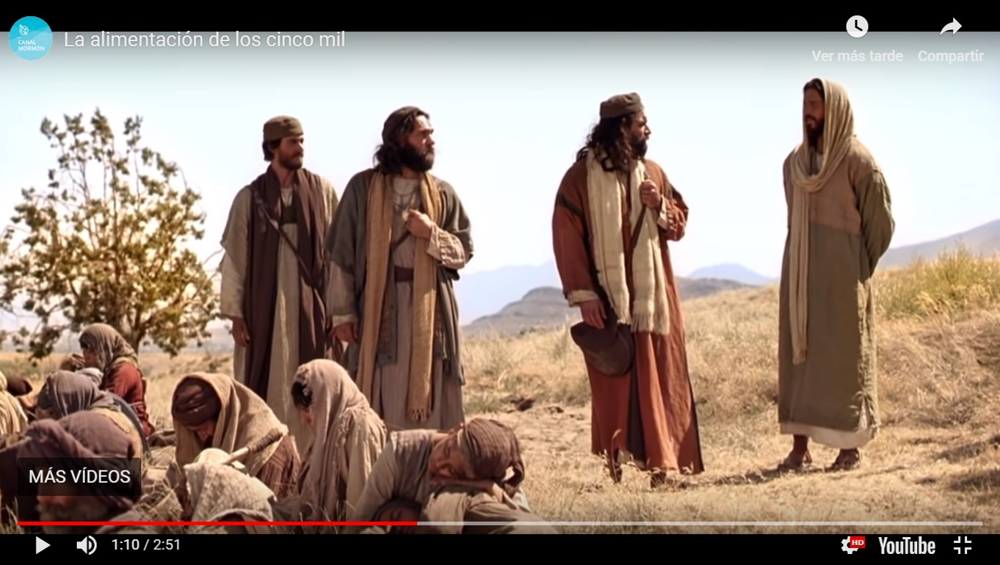 CANAL
MORMÓN
La alimentación de los cinco mil
Ver más tarde
Compartir
MÁS VÍDEOS
1:10 / 2:51
HD
YouTube